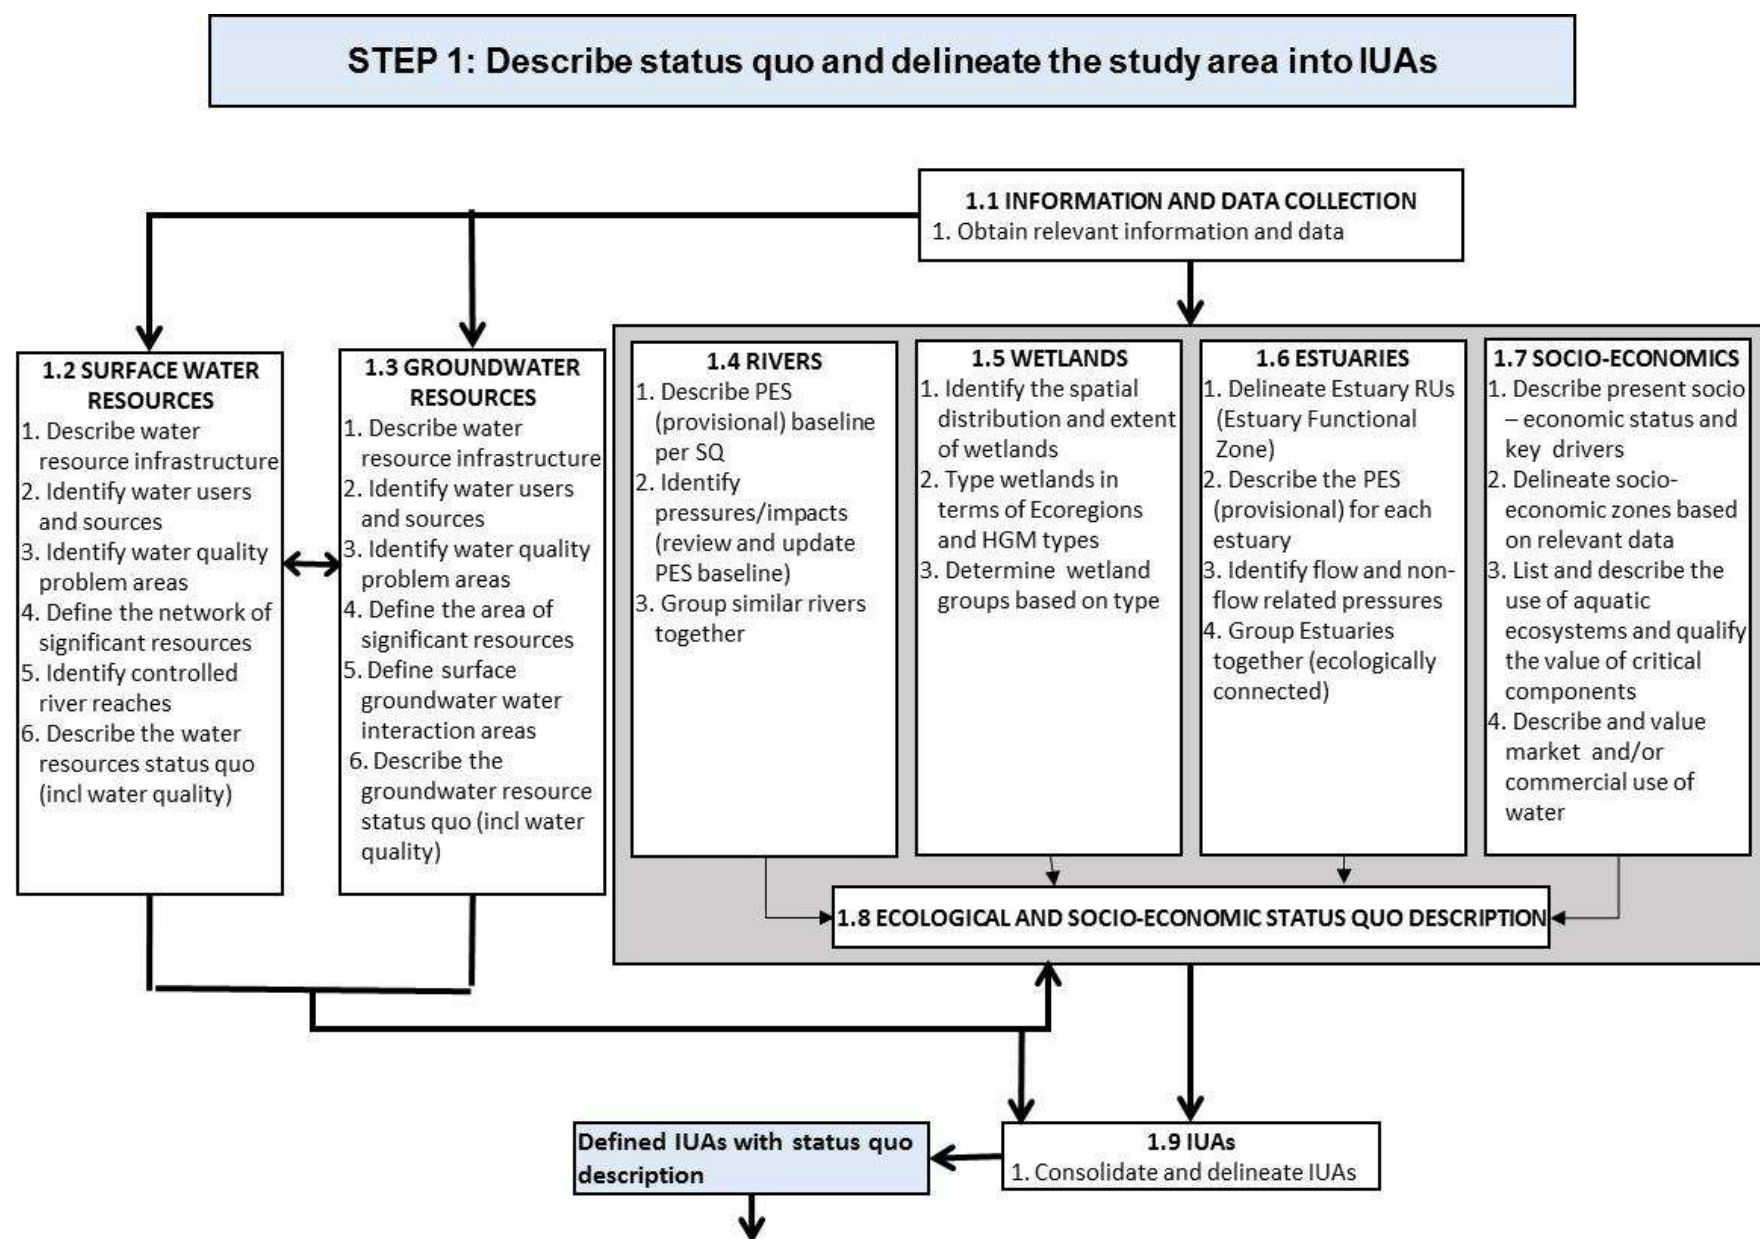 STEP 1: Describe status quo and delineate the study area into IUAs
1.1 INFORMATION AND DATA COLLECTION
1. Obtain relevant information and data
1.2 SURFACE WATER
RESOURCES
1. Describe water
resource infrastructure
2. Identify water users
and sources
3. Identify water quality
problem areas
4. Define the network of
significant resources
5. Identify controlled
river reaches
6. Describe the water
resources status quo
(incl water quality)
1.3 GROUNDWATER
RESOURCES
1. Describe water
resource infrastructure
2. Identify water users
and sources
3. Identify water quality
problem areas
4. Define the area of
significant resources
5. Define surface
groundwater water
interaction areas
6. Describe the
groundwater resource
status quo (incl water
quality)
1.4 RIVERS
1. Describe PES
(provisional) baseline
per SQ
2. Identify
pressures/impacts
(review and update
PES baseline)
3. Group similar rivers
together
1.5 WETLANDS
1. Identify the spatial
distribution and extent
of wetlands
2. Type wetlands in
terms of Ecoregions
and HGM types
3. Determine wetland
groups based on type
1.6 ESTUARIES
1. Delineate Estuary RUs
(Estuary Functional
Zone)
2. Describe the PES
(provisional) for each
estuary
3. Identify flow and non-
flow related pressures
4. Group Estuaries
together (ecologically
connected)
1.7 SOCIO-ECONOMICS
1. Describe present socio
– economic status and
key drivers
2. Delineate socio-
economic zones based
on relevant data
3. List and describe the
use of aquatic
ecosystems and qualify
the value of critical
components
4. Describe and value
market and/or
commercial use of
water
1.8 ECOLOGICAL AND SOCIO-ECONOMIC STATUS QUO DESCRIPTION
Defined IUAs with status quo
description
1.9 IUAs
1. Consolidate and delineate IUAs